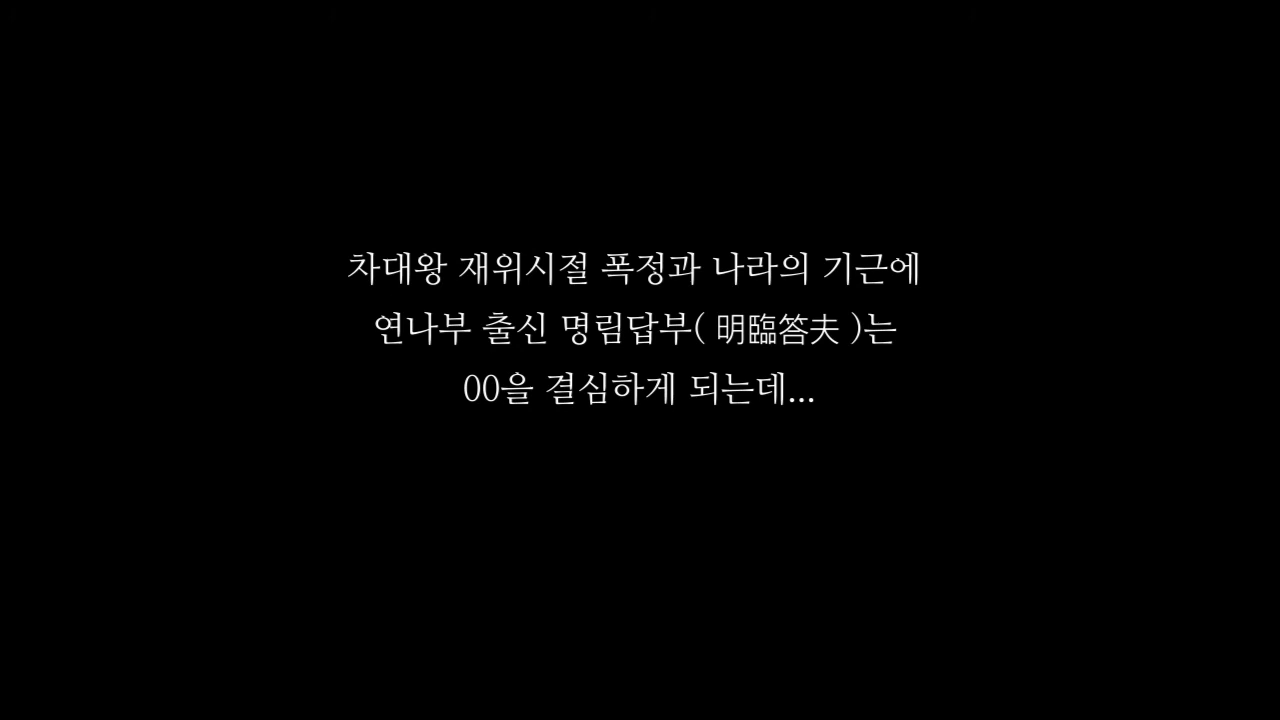 차대왕 재위시절 폭정과 나라의 기근에
연나부 출신 명림답부( 明臨答夫 )는
00을 결심하게 되는데...